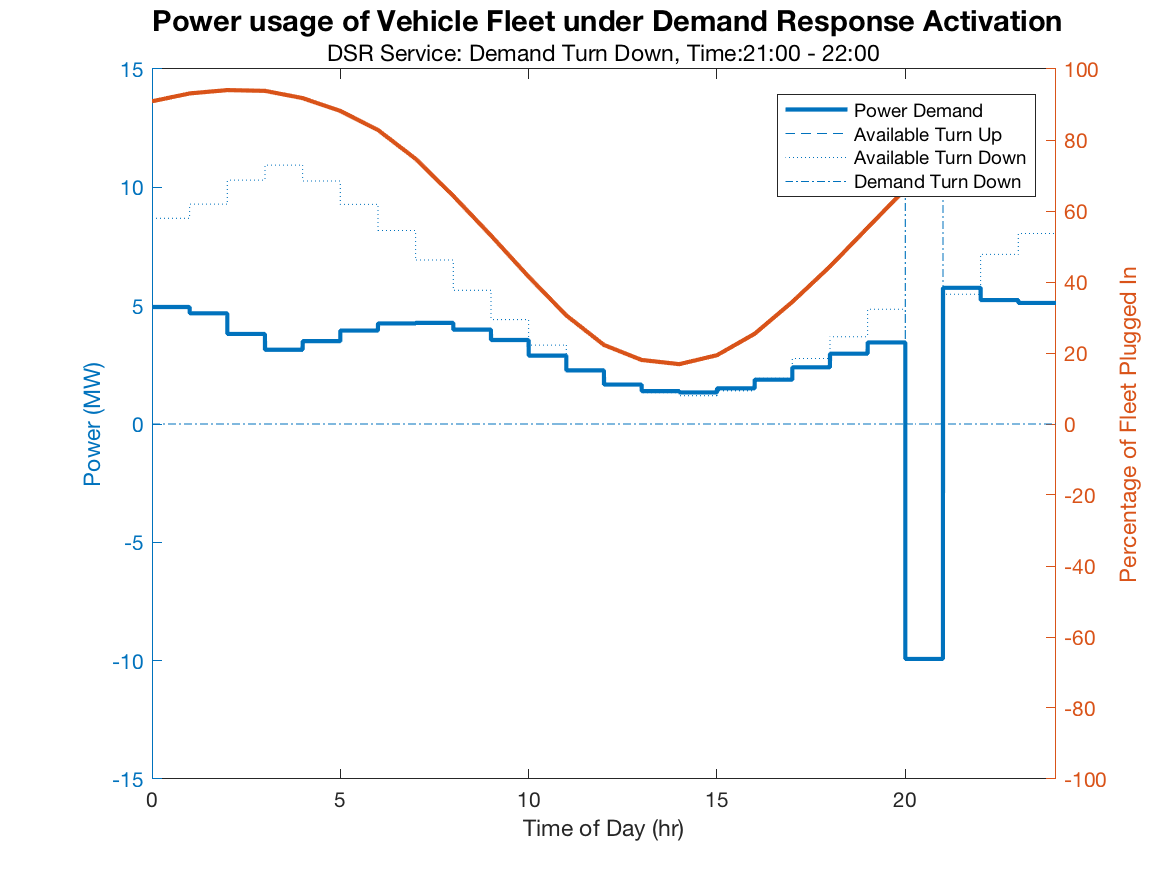 Power usage of Vehicle Fleet under Demand Response Activation
DSR Service: Demand Turn Down, Time:21:00 - 22:00
Power Demand
Available Turn Up
Available Turn Down
Demand Turn Down
Power (MW)
15
10
5
0
-5
-10
-15
100
80
60
40
20
0
-20
-40
-60
-80
-100
Percentage of Fleet Plugged In
0
5
10
15
20
Time of Day (hr)